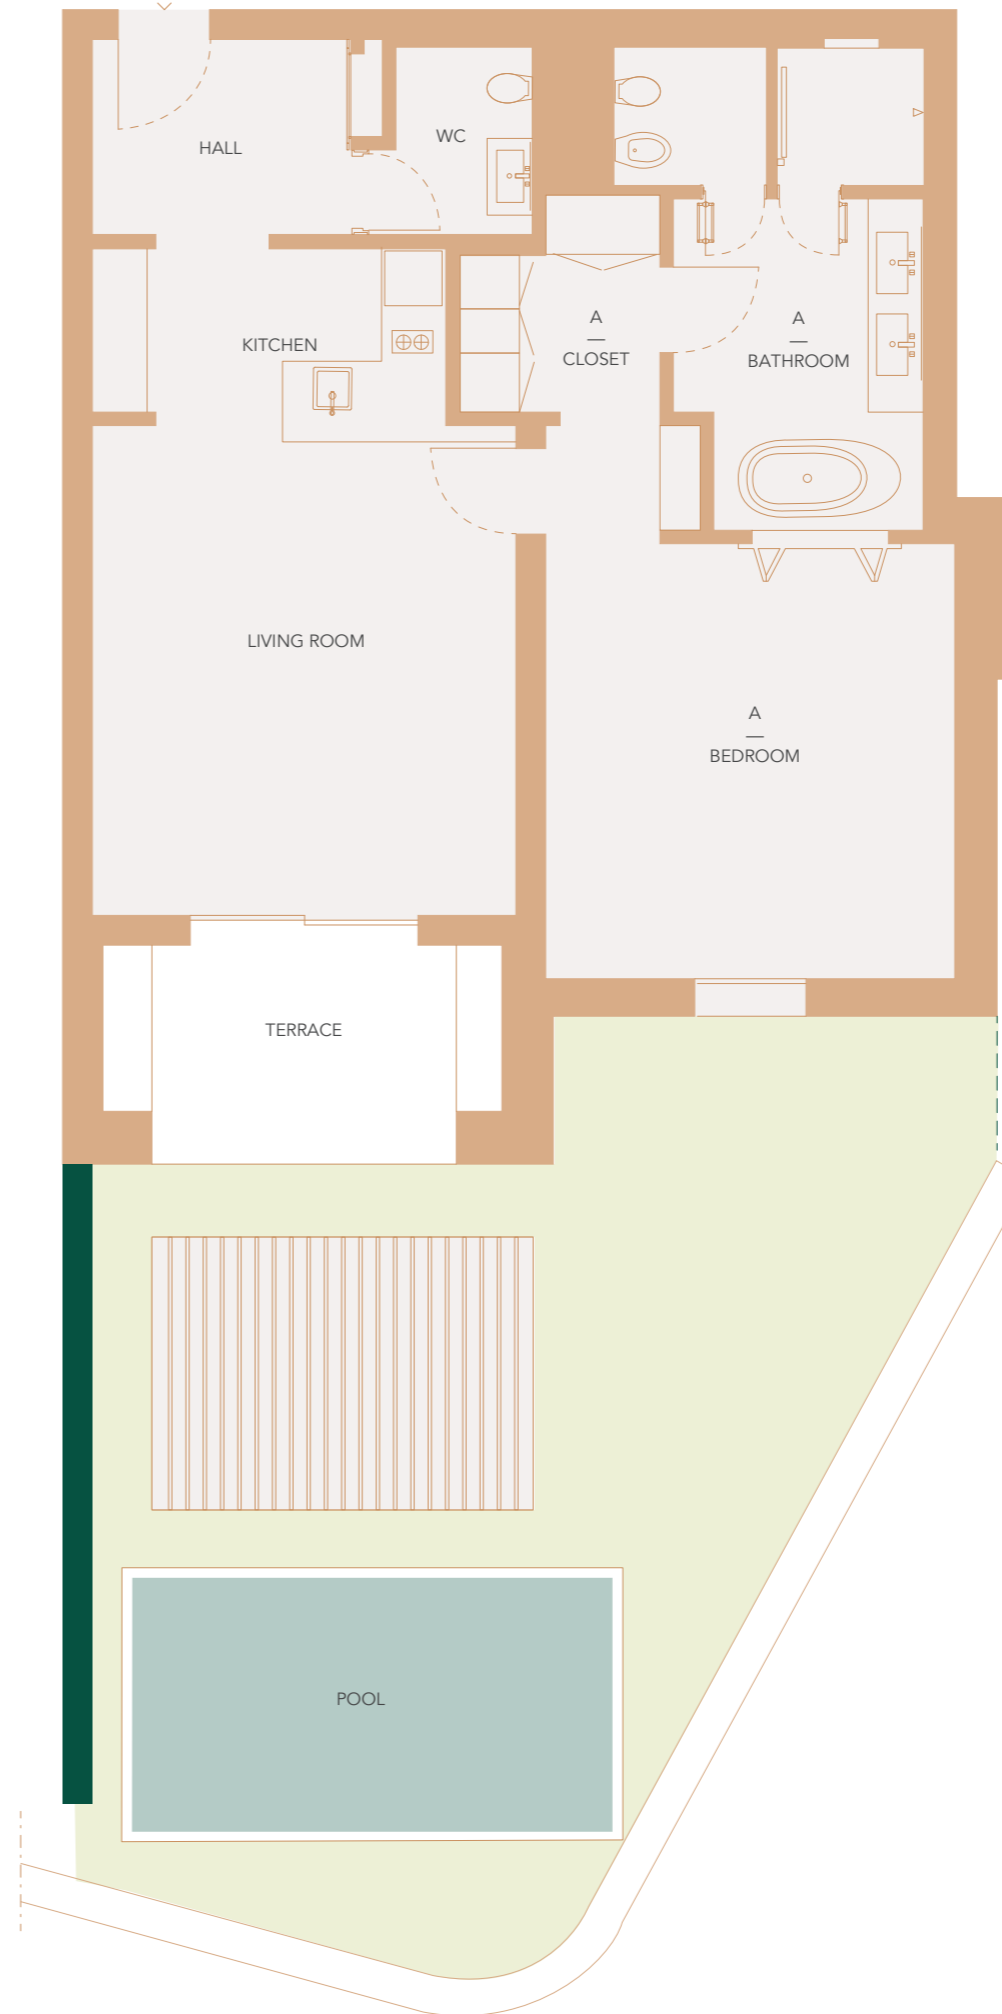 HALL
WC
KITCHEN
A
CLOSET
A
BATHROOM
LIVING ROOM
A
BEDROOM
TERRACE
POOL